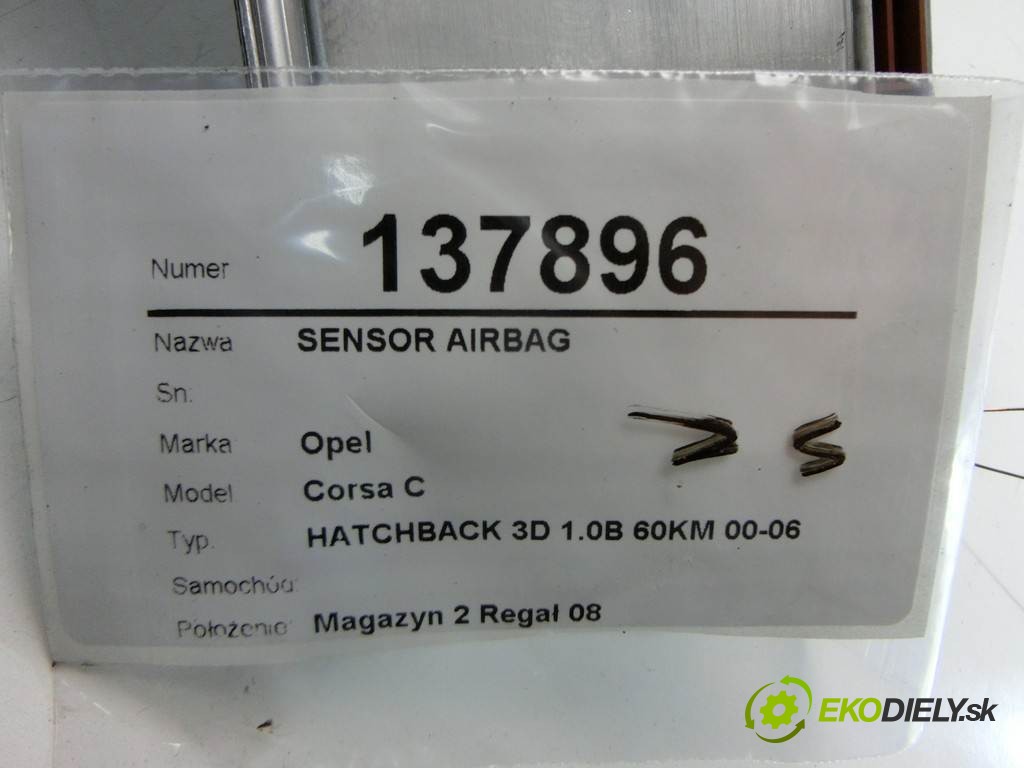 Numer 137896
Nazwa SENSOR AIRBAG
Sn:
Marka Opel
Model Corsa C
Typ. HATCHBACK 3D 1.0B 60KM 00-06
Samochód:
Położenie: Magazyn 2 Regał 08
EKODIELY.sk